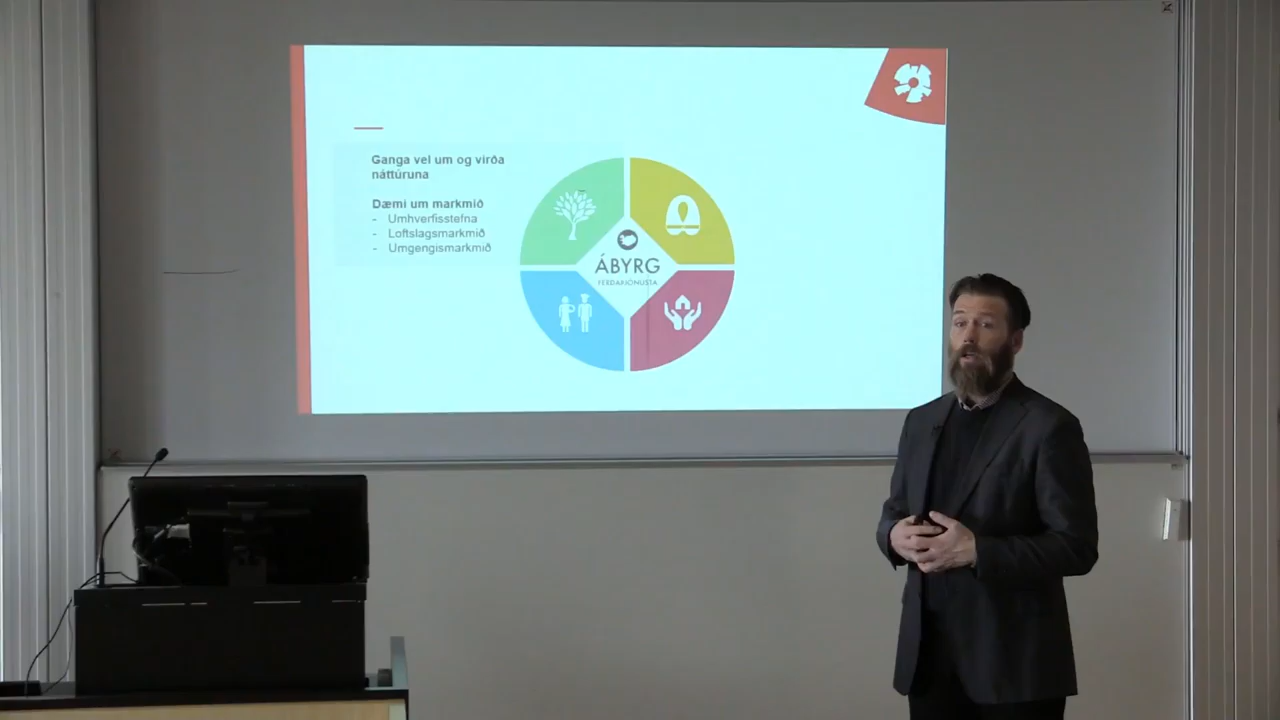 Ganga vel um og virða
náttúruna
Dæmi um markmið
- Umhverfisstefna
- Loftslagsmarkmið
- Umgengismarkmið
ÁBYRG
FERÐAÞJÓNUSTA